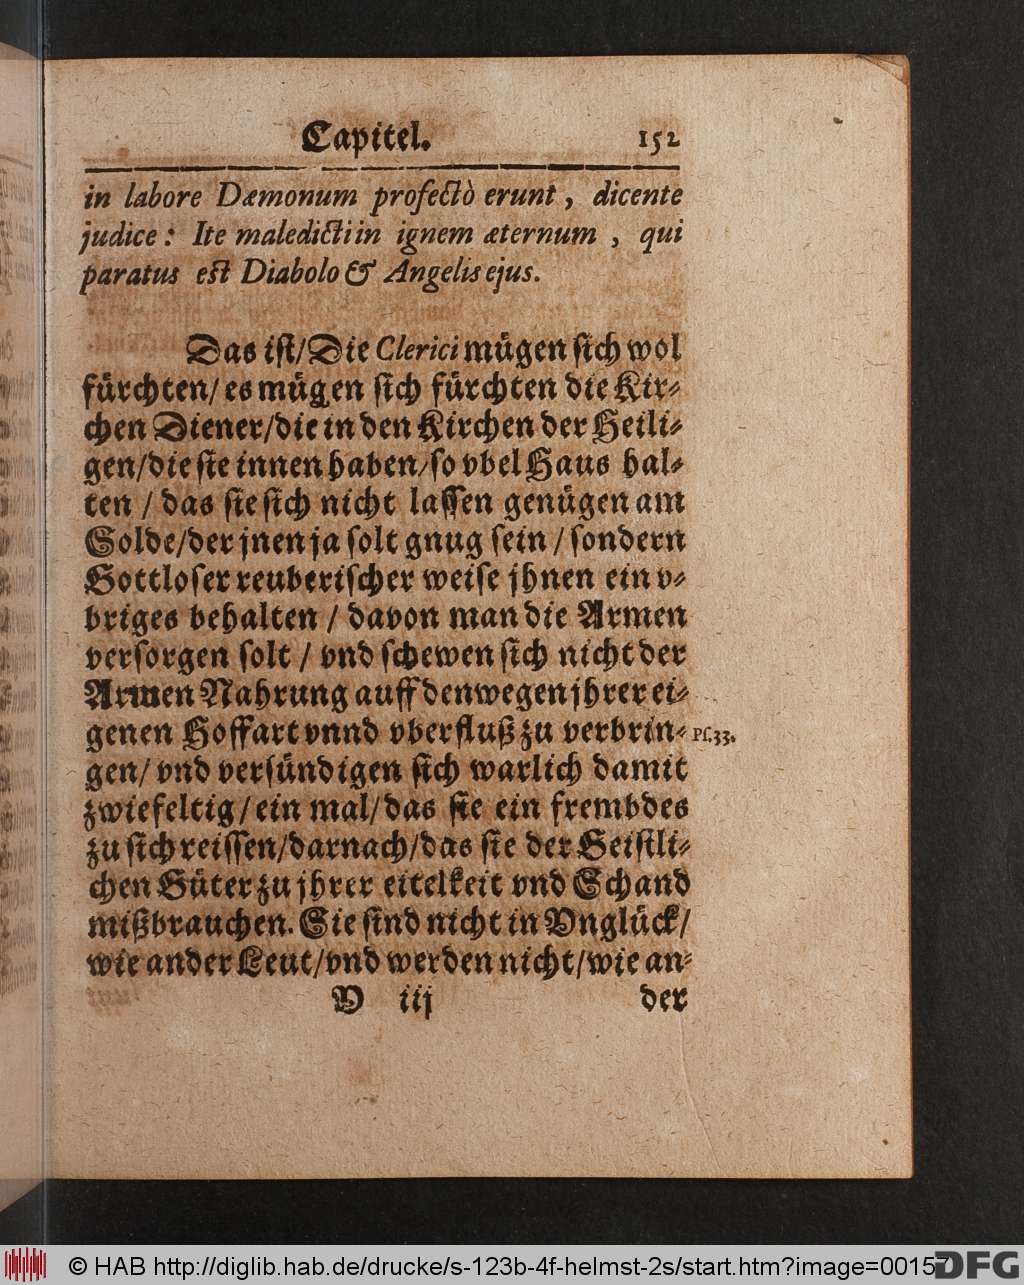 Capitel. 152
in labore Dæmonum profectò erunt, dicente
judice: Ite maledicti in ignem æternum, qui
paratus est Diabolo & Angelis ejus.
Das ist/Die Clerici mügen sich wol
fürchten/ es mügen sich fürchten die Kir-
chen Diener/die in den Kirchen der Heili-
gen/die sie innen haben/so vbel Haus hal-
ten / das sie sich nicht lassen genügen am
Solde/der jnen ja solt gnug sein / sondern
Gottloser reuberischer weise jhnen ein v-
briges behalten / davon man die Armen
versorgen solt / vnd schewen sich nicht der
Armen Nahrung auff den wegen jhrer ei-
genen Hoffart vnnd vberfluß zu verbrin- Ps.33.
gen/ vnd versündigen sich warlich damit
zwiefeltig/ ein mal/ das sie ein frembdes
zu sich reissen/darnach/das sie der Geistli-
chen Güter zu jhrer eitelkeit vnd Schand
mißbrauchen. Sie sind nicht in Vnglück/
wie ander Leut/vnd werden nicht/wie an-
V iij der
© HAB http://diglib.hab.de/drucke/s-123b-4f-helmst-2s/start.htm?image=00157
DFG